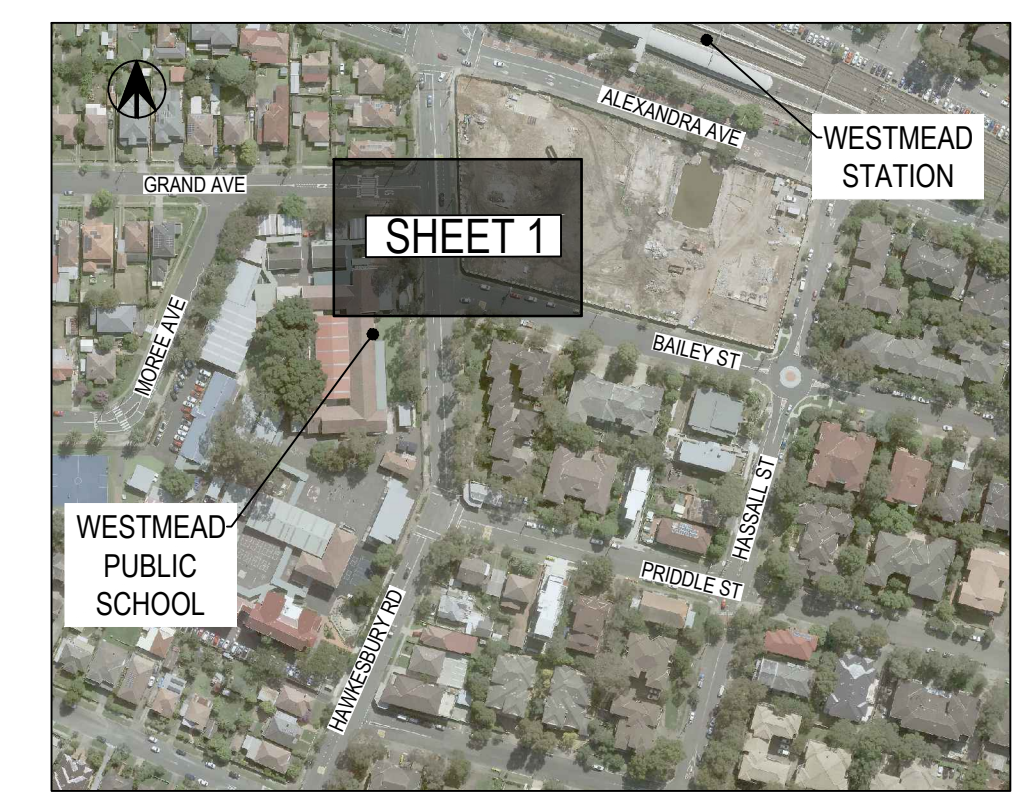 ALEXANDRA AVE
WESTMEAD
STATION
GRAND AVE
SHEET 1
MOREE AVE
BAILEY ST
HASSALL ST
WESTMEAD
PUBLIC
SCHOOL
PRIDDLE ST
HAWKESBURY RD